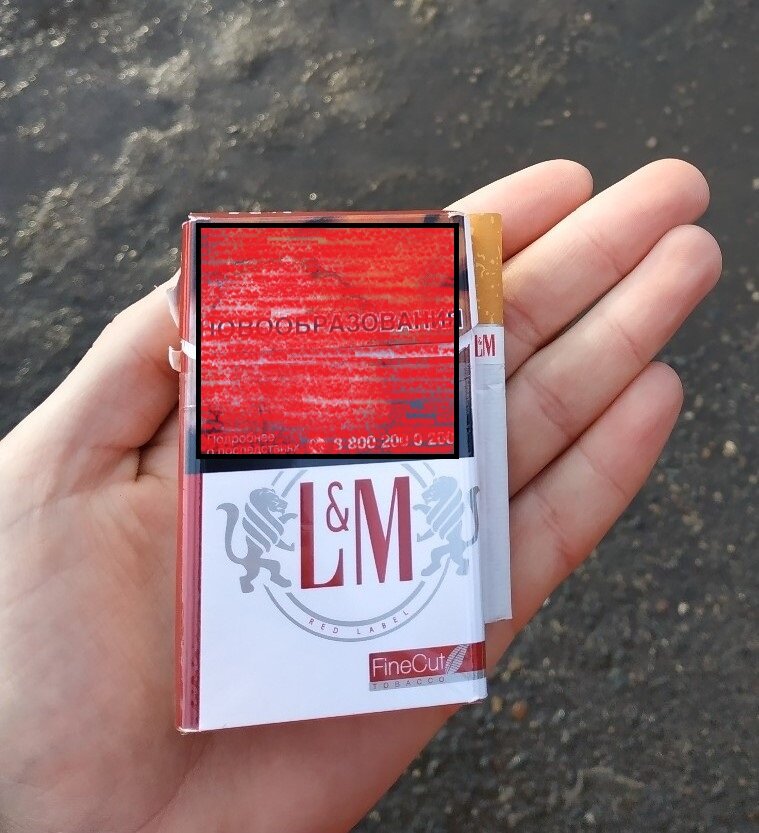 НОВООБРАЗОВАНИЯ
Подробнее
о последствиях 8 800 200 0 200
L&M
L&M
RED LABEL
FineCut
TOBACCO